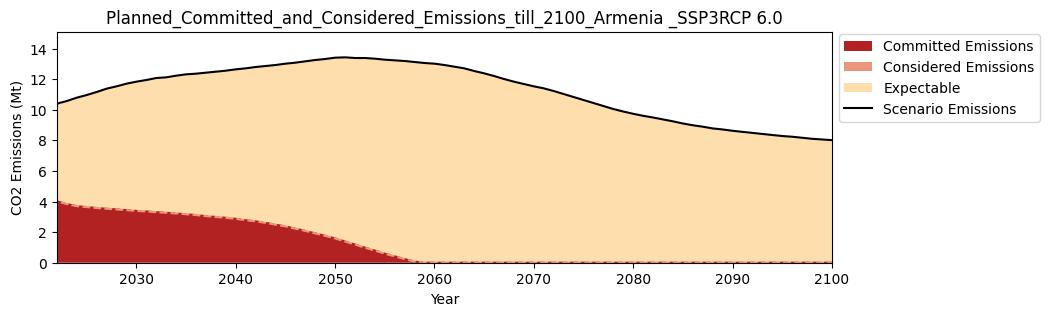 Planned_Committed_and_Considered_Emissions_till_2100_Armenia _SSP3RCP 6.0
CO2 Emissions (Mt)
14
12
10
8
6
4
2
0
2030 2040 2050 2060 2070 2080 2090 2100
Year
Committed Emissions
Considered Emissions
Expectable
Scenario Emissions